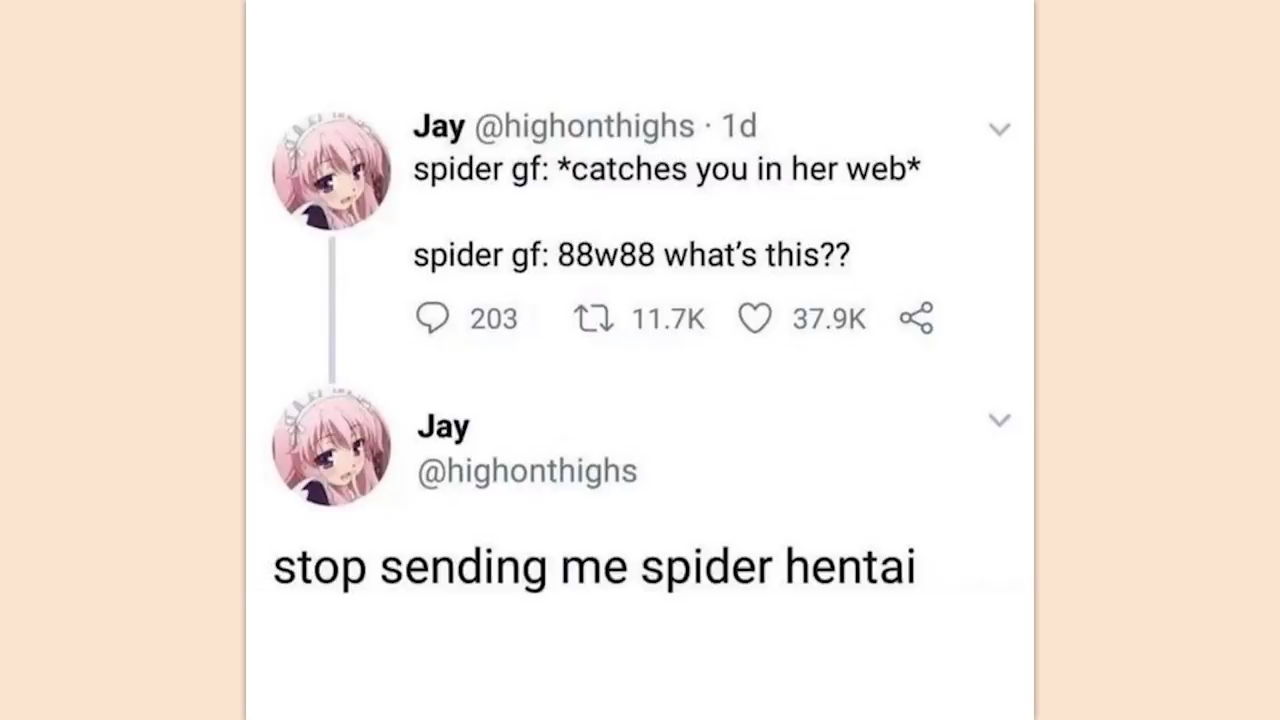 Jay @highonthighs · 1d
spider gf: *catches you in her web*
spider gf: 88w88 what's this??
203 11.7K 37.9K
Jay
@highonthighs
stop sending me spider hentai